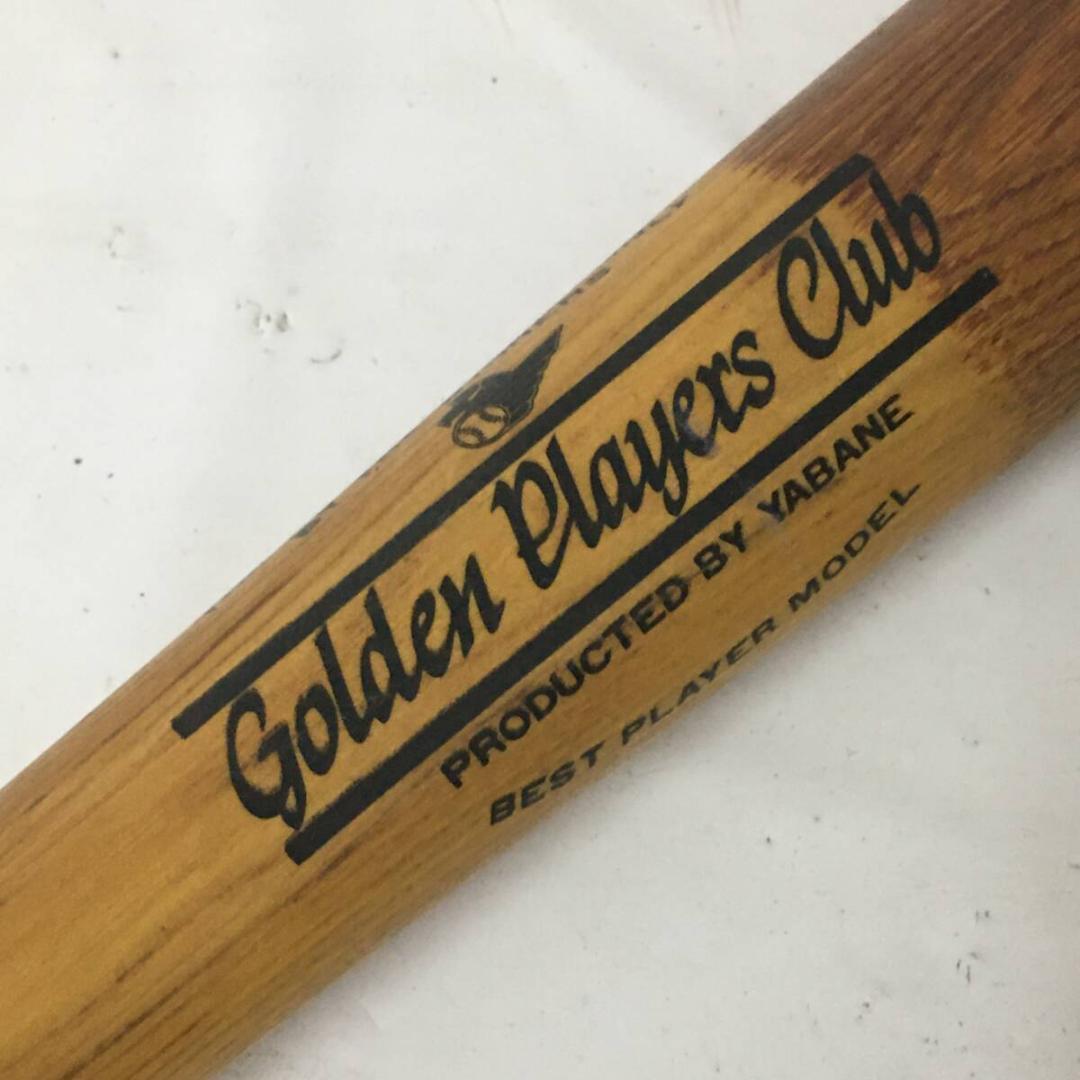 Golden Players Club
PRODUCTED BY YABANE
BEST PLAYER MODEL